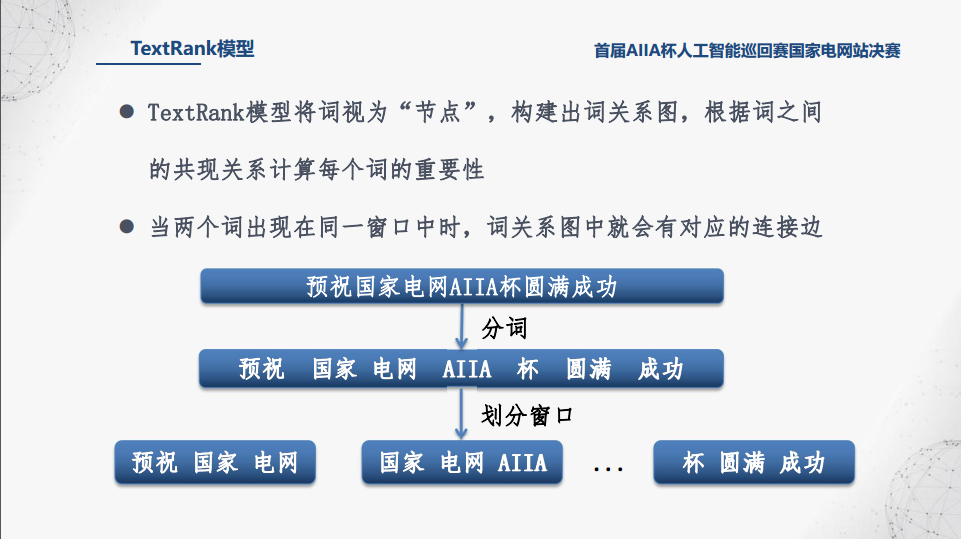 TextRank模型
首届AIIA杯人工智能巡回赛国家电网站决赛
● TextRank模型将词视为“节点”，构建出词关系图，根据词之间
的共现关系计算每个词的重要性
● 当两个词出现在同一窗口中时，词关系图中就会有对应的连接边
预祝国家电网AIIA杯圆满成功
分词
预祝 国家 电网 AIIA 杯 圆满 成功
划分窗口
预祝 国家 电网 国家 电网 AIIA ... 杯 圆满 成功